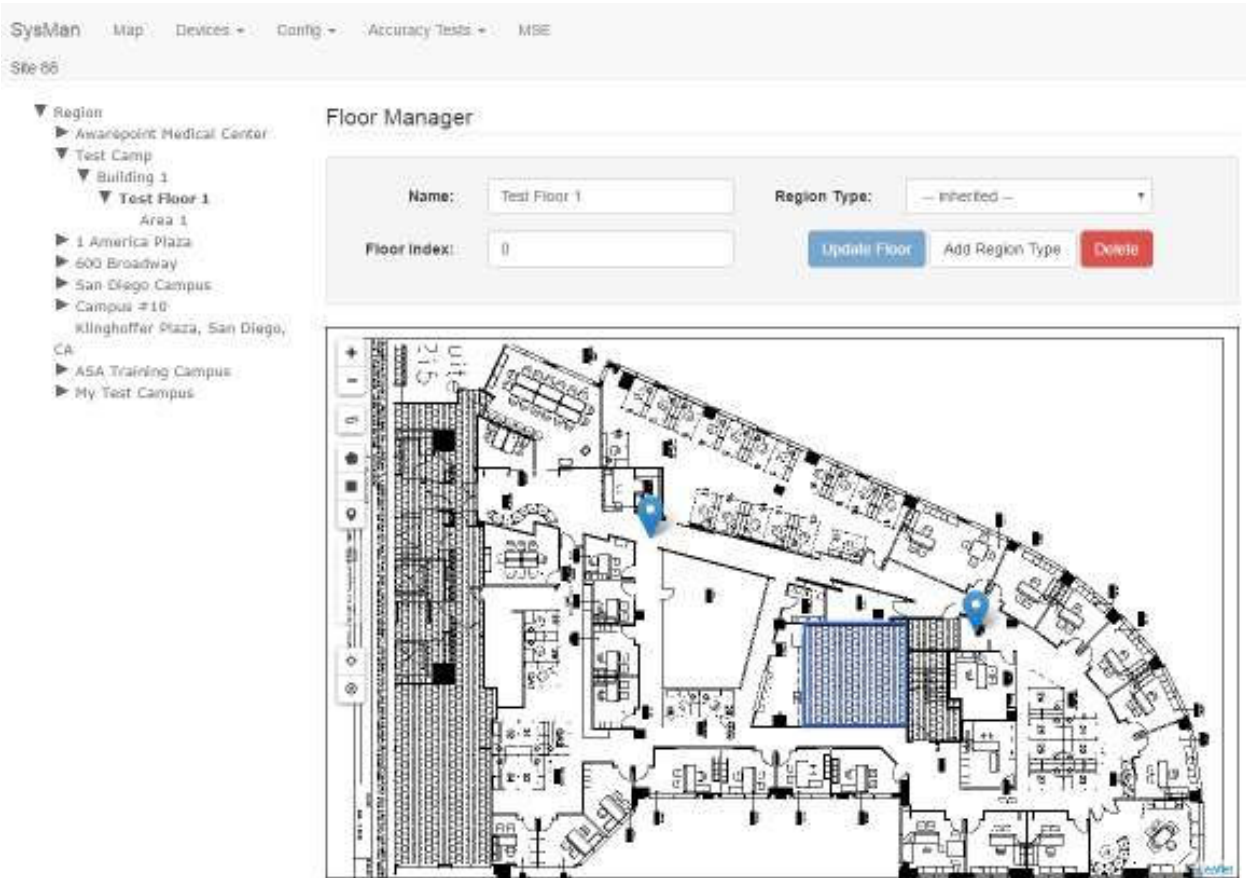 SysMan Map Devices Config Accuracy Tests MSE
Site 66
Region
Awarepoint Medical Center
Test Camp
Building 1
Test Floor 1
Area 1
1 America Plaza
600 Broadway
San Diego Campus
Campus #10
Klinghoffer Plaza, San Diego,
CA
ASA Training Campus
My Test Campus
Floor Manager
Name: Test Floor 1 Region Type: -- Inherited --
Floor Index: 0 Update Floor Add Region Type Delete
uite
215
Leaflet